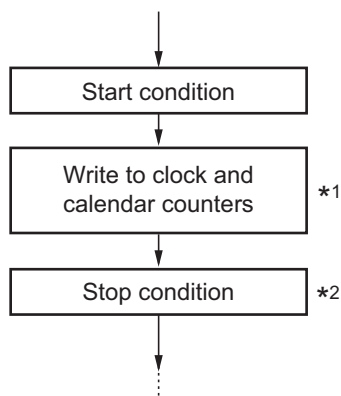 Start condition
Write to clock and
calendar counters
*1
Stop condition
*2